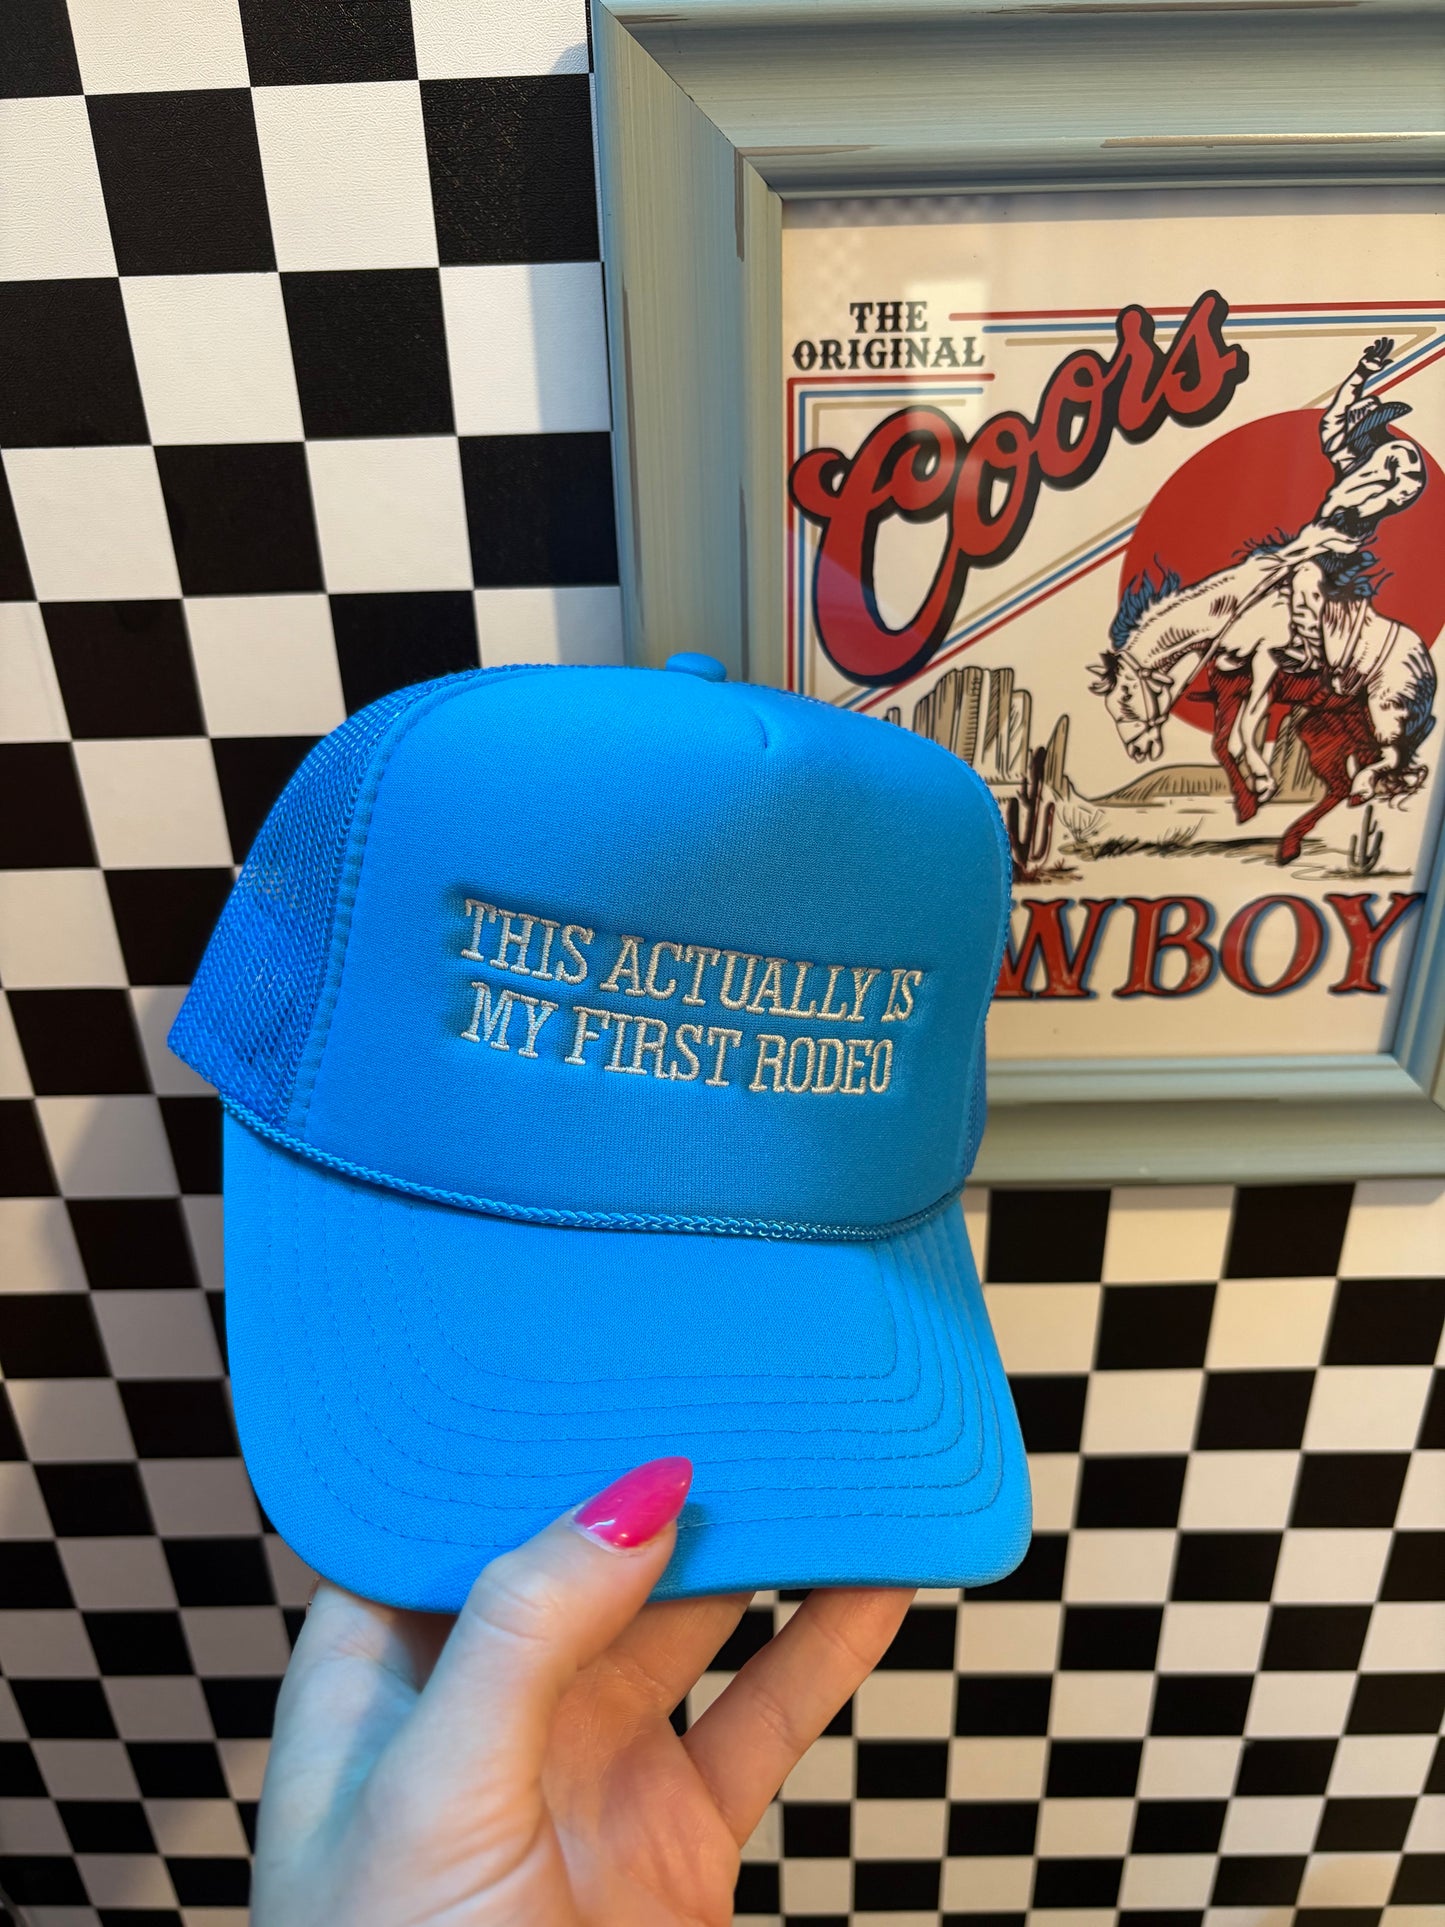 THE
ORIGINAL
Coors
WBOY
THIS ACTUALLY IS
MY FIRST RODEO